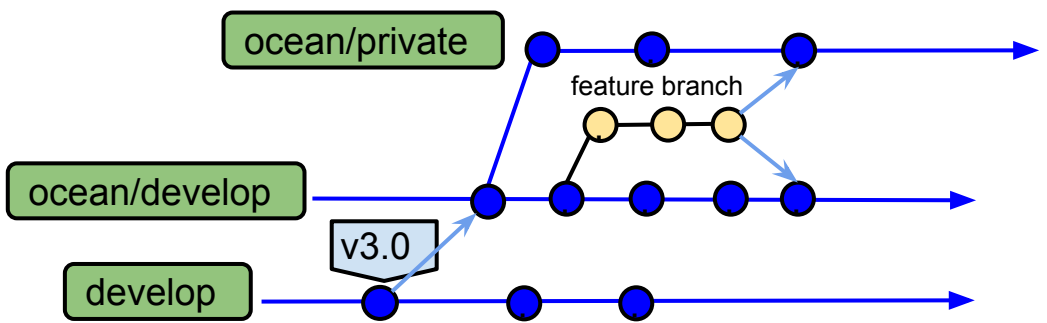 ocean/private
feature branch
ocean/develop
v3.0
develop